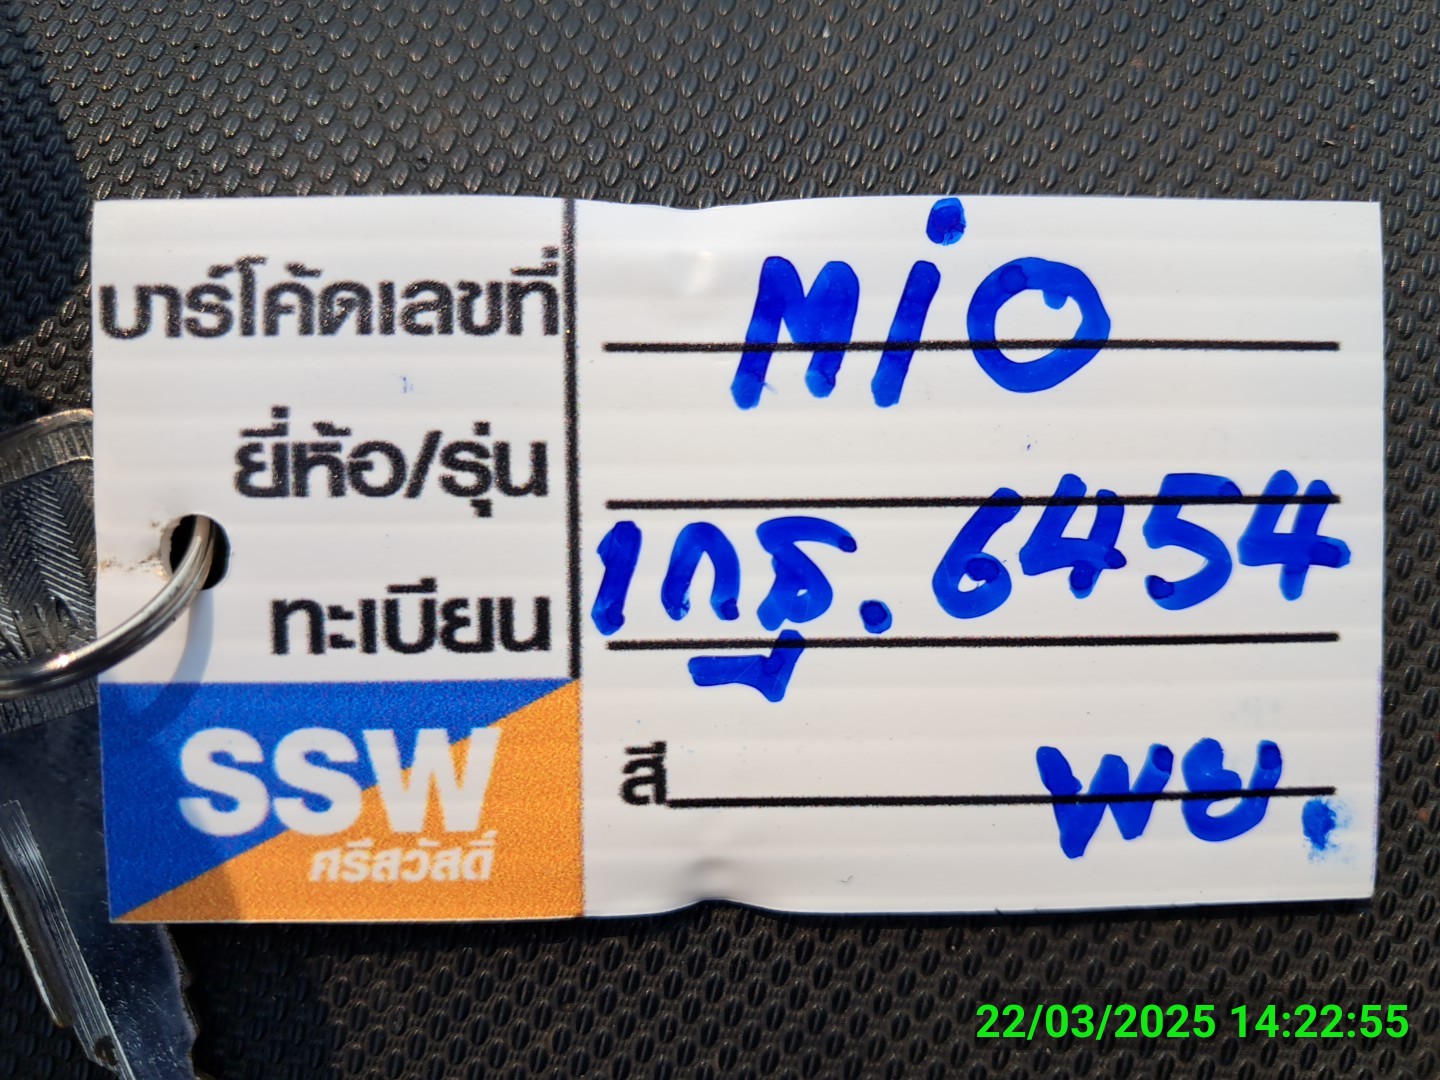 บาร์โค้ดเลขที่
Mio
ยี่ห้อ/รุ่น
ทะเบียน
1กฐ. 6454
สี พย.
SSW
ศรีสวัสดิ์
22/03/2025 14:22:55